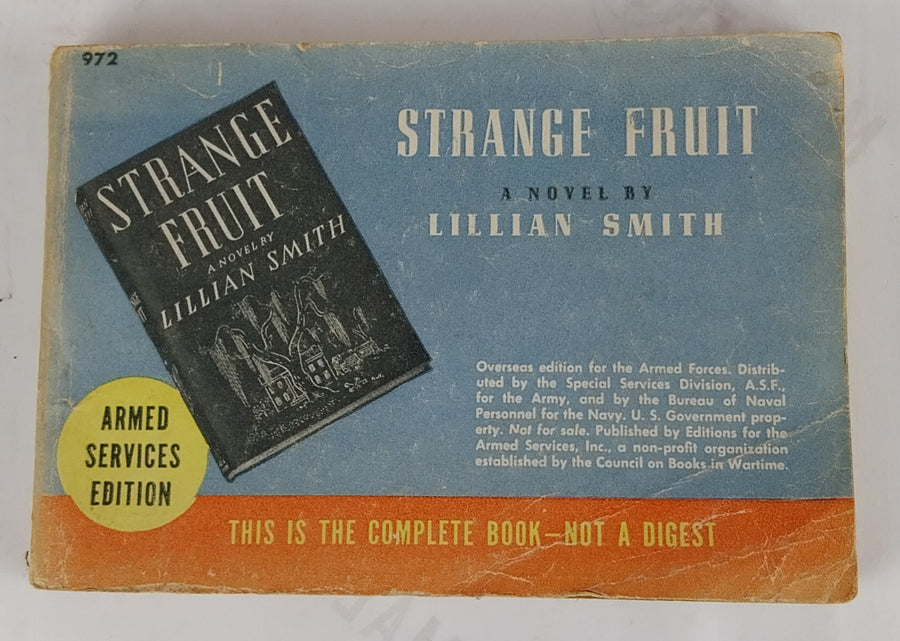 972
STRANGE
FRUIT
A NOVEL BY
LILLIAN SMITH
STRANGE FRUIT
A NOVEL BY
LILLIAN SMITH
Overseas edition for the Armed Forces. Distrib-
uted by the Special Services Division, A.S.F.,
for the Army, and by the Bureau of Naval
Personnel for the Navy. U. S. Government prop-
erty. Not for sale. Published by Editions for the
Armed Services, Inc., a non-profit organization
established by the Council on Books in Wartime.
ARMED
SERVICES
EDITION
THIS IS THE COMPLETE BOOK—NOT A DIGEST